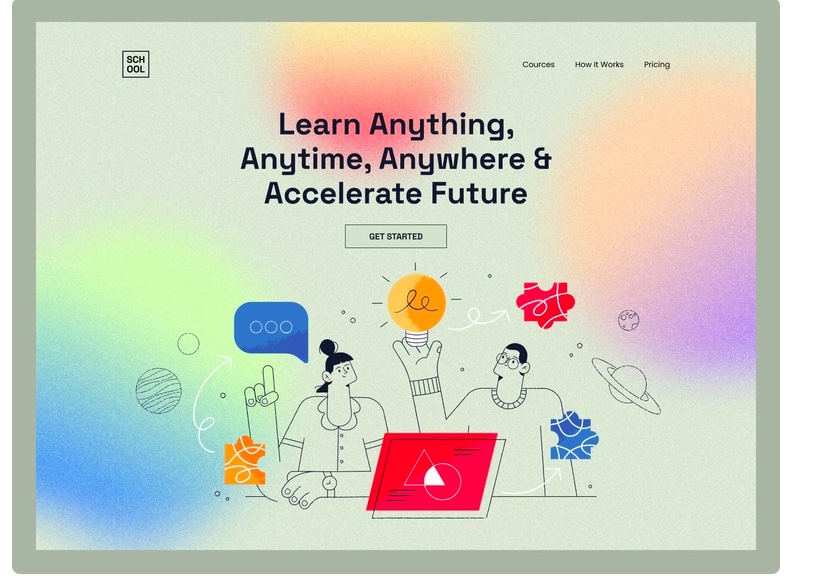 SCH
OOL
Cources
How It Works
Pricing
Learn Anything,
Anytime, Anywhere &
Accelerate Future
GET STARTED